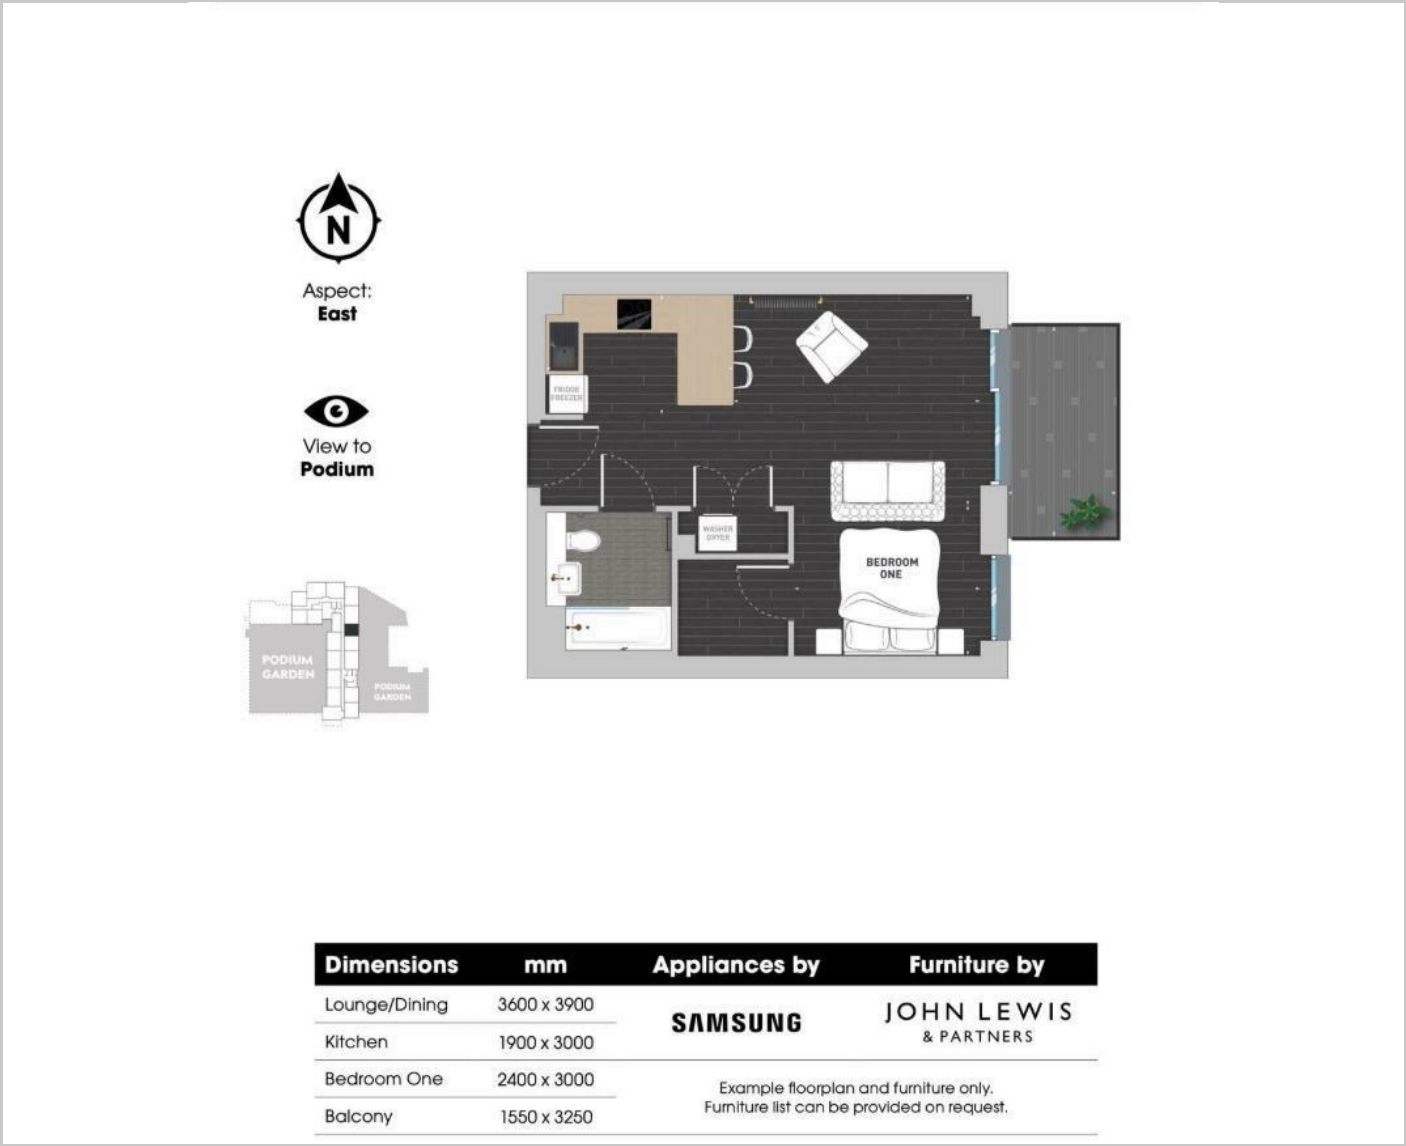 N
Aspect:
East
View to
Podium
FRIDGE
FREEZER
WASHER
DRYER
BEDROOM
ONE
PODIUM
GARDEN
PODIUM
GARDEN
Dimensions mm Appliances by Furniture by
Lounge/Dining 3600 x 3900
SAMSUNG
JOHN LEWIS
& PARTNERS
Kitchen 1900 x 3000
Bedroom One 2400 x 3000
Balcony 1550 x 3250
Example floorplan and furniture only.
Furniture list can be provided on request.